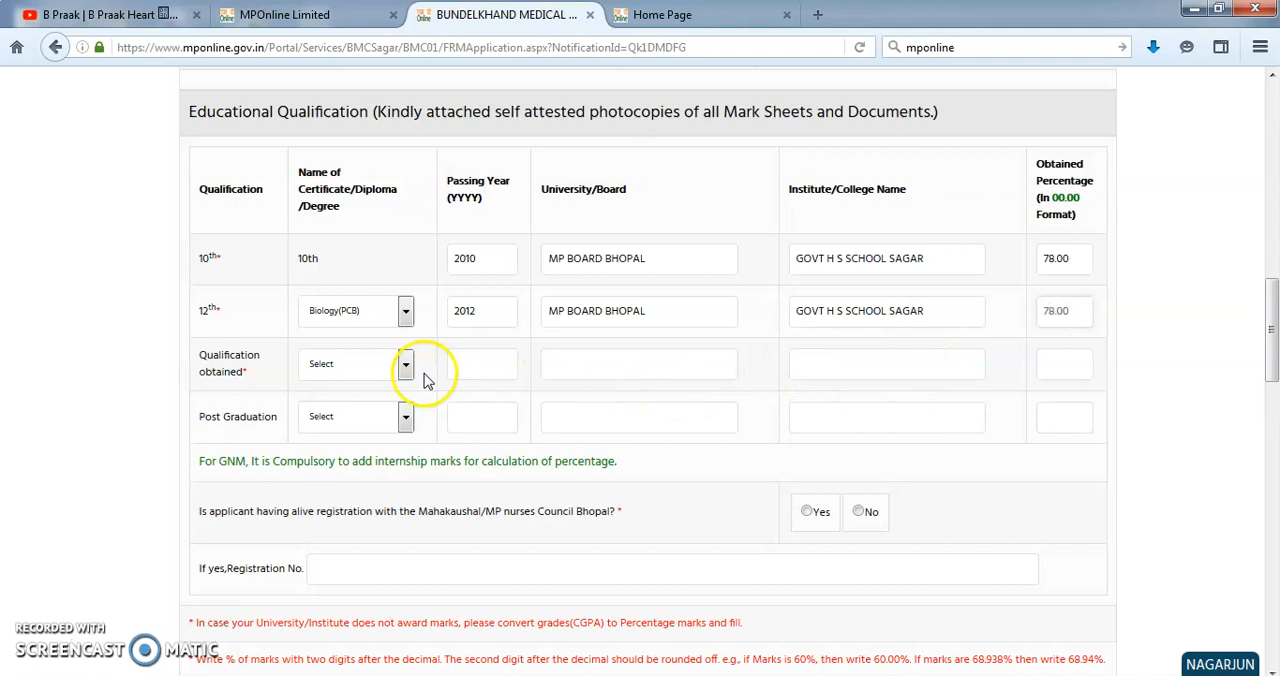 B Praak | B Praak Heart
MPOnline Limited
BUNDELKHAND MEDICAL ...
Home Page
https://www.mponline.gov.in/Portal/Services/BMCSagar/BMC01/FRMApplication.aspx?NotificationId=Qk1DMDFG
mponline
Educational Qualification (Kindly attached self attested photocopies of all Mark Sheets and Documents.)
Qualification
Name of
Certificate/Diploma
/Degree
Passing Year
(YYYY)
University/Board
Institute/College Name
Obtained
Percentage
(In 00.00
Format)
10th* 10th 2010 MP BOARD BHOPAL GOVT H S SCHOOL SAGAR 78.00
12th* Biology(PCB) 2012 MP BOARD BHOPAL GOVT H S SCHOOL SAGAR 78.00
Qualification
obtained*
Select
Post Graduation Select
For GNM, It is Compulsory to add internship marks for calculation of percentage.
Is applicant having alive registration with the Mahakaushal/MP nurses Council Bhopal? * Yes No
If yes,Registration No.
* In case your University/Institute does not award marks, please convert grades(CGPA) to Percentage marks and fill.
* Write % of marks with two digits after the decimal. The second digit after the decimal should be rounded off. e.g., if Marks is 60%, then write 60.00%. If marks are 68.938% then write 68.94%.
RECORDED WITH
SCREENCAST MATIC
NAGARJUN